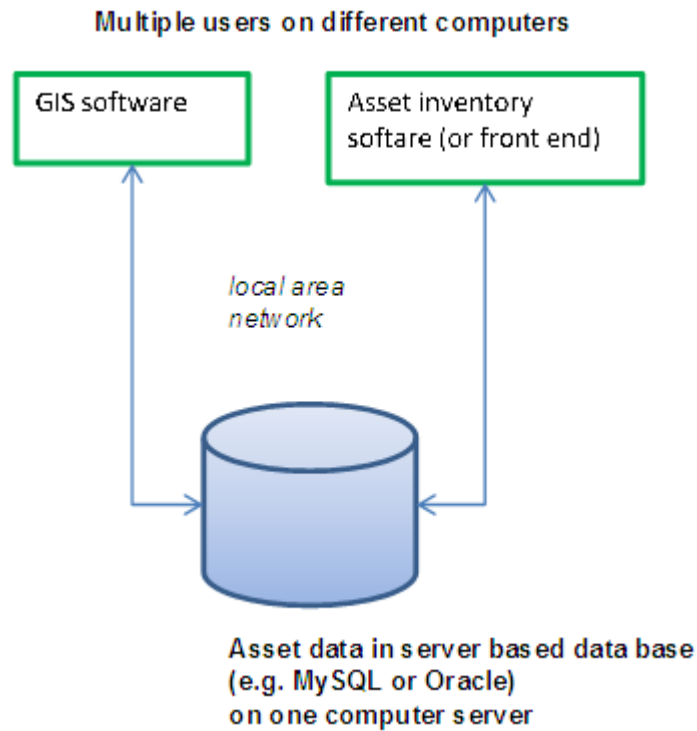 Multiple users on different computers
GIS software
Asset inventory
softare (or front end)
local area
network
Asset data in server based data base
(e.g. MySQL or Oracle)
on one computer server